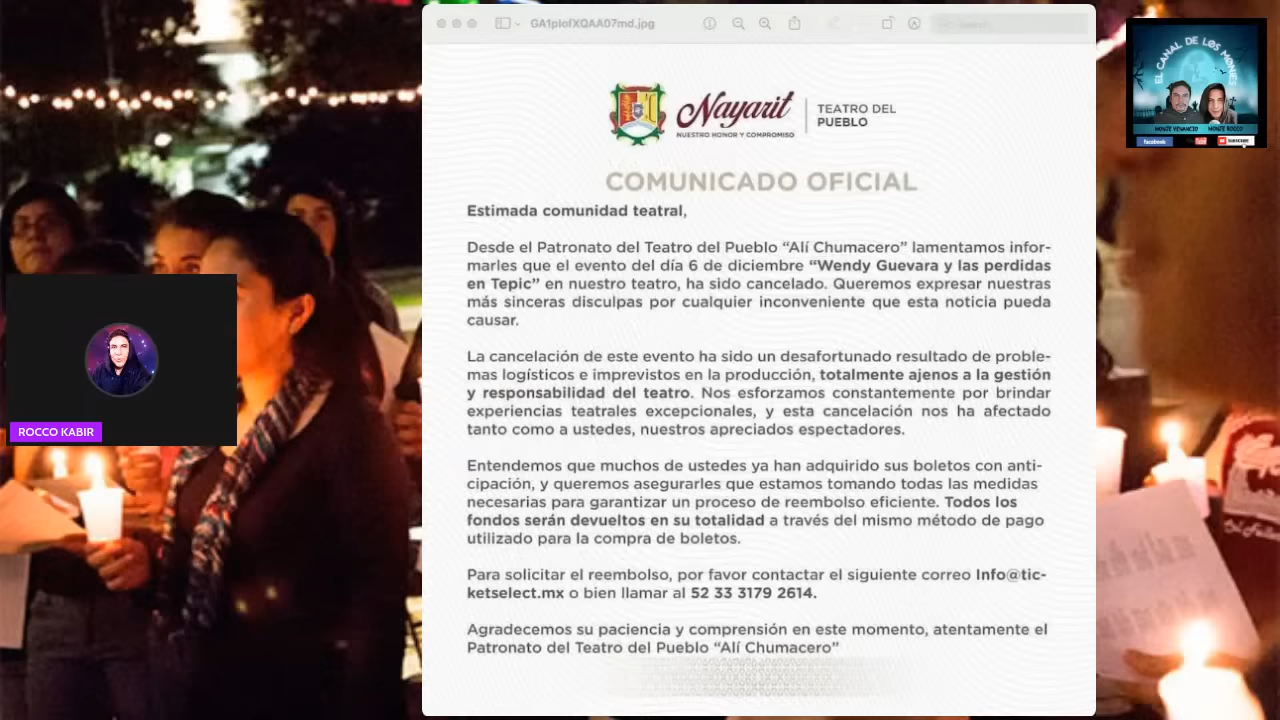 GA1plofXQAA07md.jpg
Nayarit
NUESTRO HONOR Y COMPROMISO
TEATRO DEL
PUEBLO
COMUNICADO OFICIAL
Estimada comunidad teatral,
Desde el Patronato del Teatro del Pueblo “Alí Chumacero” lamentamos infor-
marles que el evento del día 6 de diciembre “Wendy Guevara y las perdidas
en Tepic” en nuestro teatro, ha sido cancelado. Queremos expresar nuestras
más sinceras disculpas por cualquier inconveniente que esta noticia pueda
causar.
La cancelación de este evento ha sido un desafortunado resultado de proble-
mas logísticos e imprevistos en la producción, totalmente ajenos a la gestión
y responsabilidad del teatro. Nos esforzamos constantemente por brindar
experiencias teatrales excepcionales, y esta cancelación nos ha afectado
tanto como a ustedes, nuestros apreciados espectadores.
Entendemos que muchos de ustedes ya han adquirido sus boletos con anti-
cipación, y queremos asegurarles que estamos tomando todas las medidas
necesarias para garantizar un proceso de reembolso eficiente. Todos los
fondos serán devueltos en su totalidad a través del mismo método de pago
utilizado para la compra de boletos.
Para solicitar el reembolso, por favor contactar el siguiente correo Info@tic-
ketselect.mx o bien llamar al 52 33 3179 2614.
Agradecemos su paciencia y comprensión en este momento, atentamente el
Patronato del Teatro del Pueblo “Alí Chumacero”
ROCCO KABIR
EL CANAL DE LOS MONJES
MONJE VENANCIO MONJE ROCCO
facebook
SUBSCRIBE